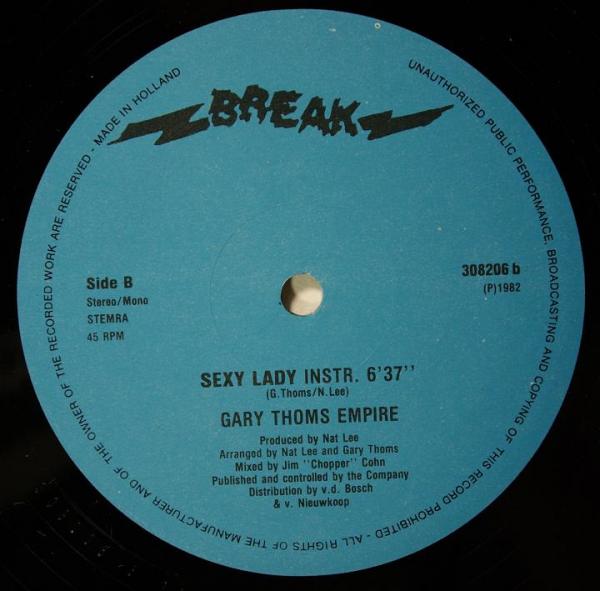 BREAK
UNAUTHORIZED PUBLIC PERFORMANCE, BROADCASTING AND COPYING OF THIS RECORD PROHIBITED - ALL RIGHTS OF THE MANUFACTURER AND OF THE OWNER OF THE RECORDED WORK ARE RESERVED - MADE IN HOLLAND
Side B
Stereo/Mono
STEMRA
45 RPM
308206 b
(P)1982
SEXY LADY INSTR. 6'37''
(G.Thoms/N.Lee)
GARY THOMS EMPIRE
Produced by Nat Lee
Arranged by Nat Lee and Gary Thoms
Mixed by Jim ''Chopper'' Cohn
Published and controlled by the Company
Distribution by v.d. Bosch
& v. Nieuwkoop